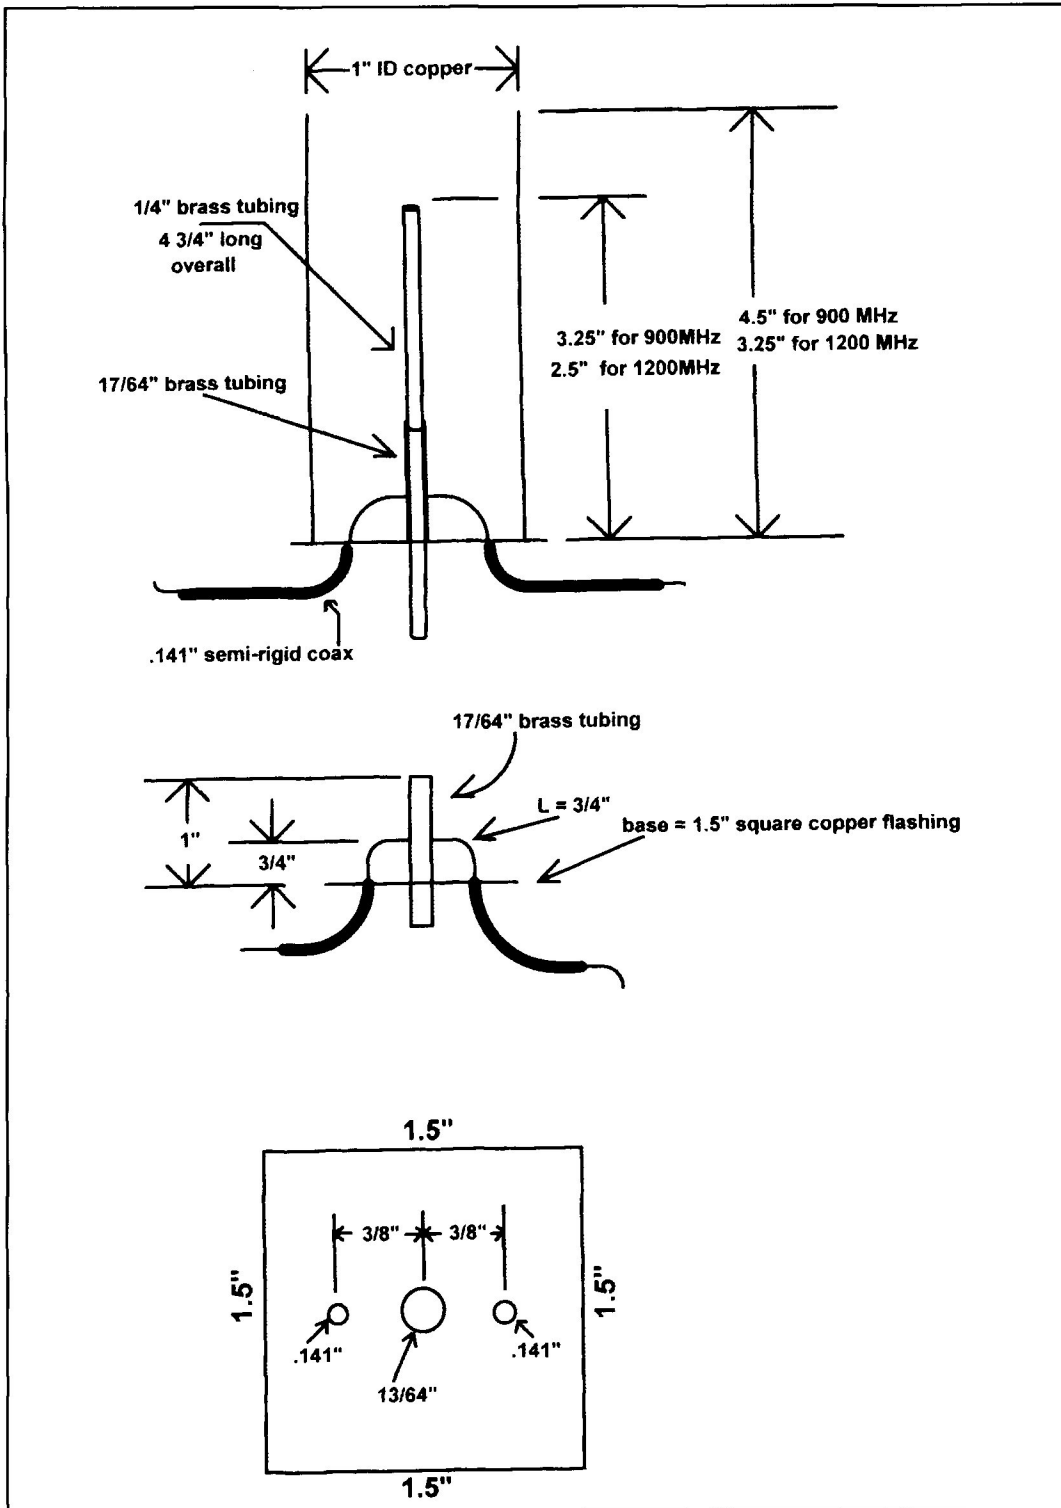 1" ID copper
1/4" brass tubing
4 3/4" long
overall
17/64" brass tubing
3.25" for 900MHz
2.5" for 1200MHz
4.5" for 900 MHz
3.25" for 1200 MHz
.141" semi-rigid coax
17/64" brass tubing
L = 3/4"
base = 1.5" square copper flashing
1"
3/4"
1.5"
3/8"
3/8"
1.5"
1.5"
.141"
.141"
13/64"
1.5"